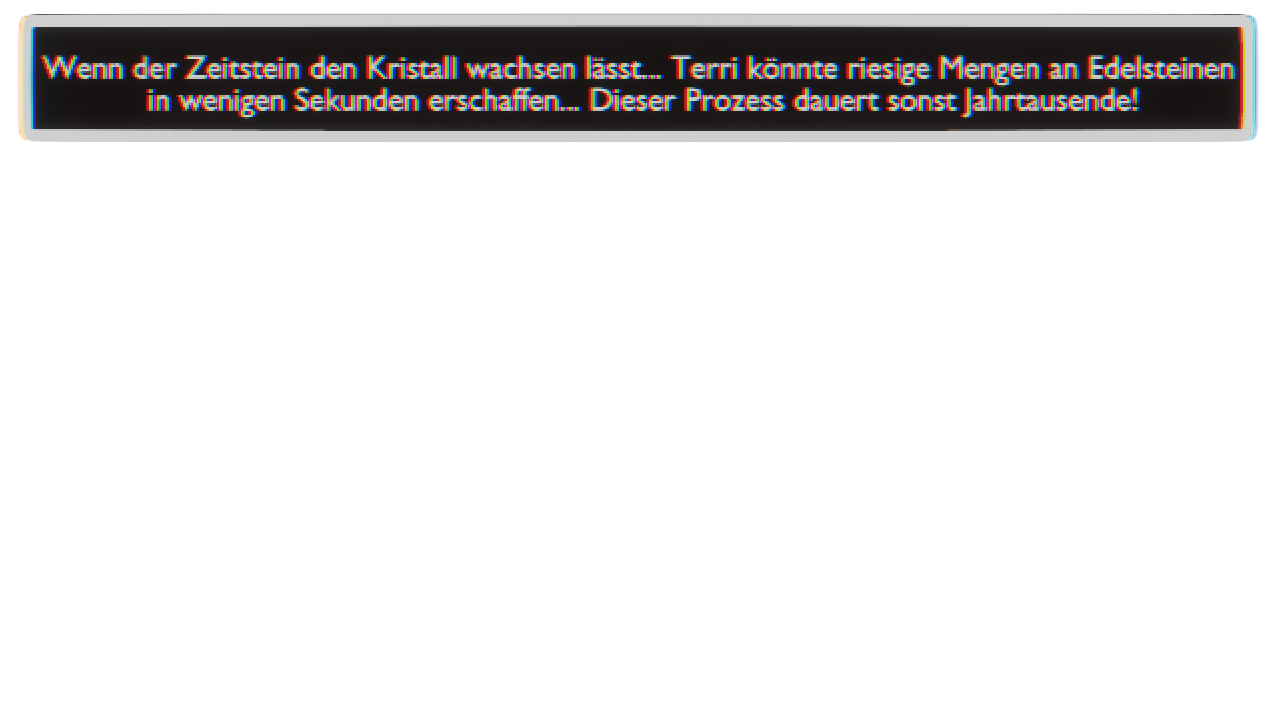 Wenn der Zeitstein den Kristall wachsen lässt... Terri könnte riesige Mengen an Edelsteinen
in wenigen Sekunden erschaffen... Dieser Prozess dauert sonst Jahrtausende!